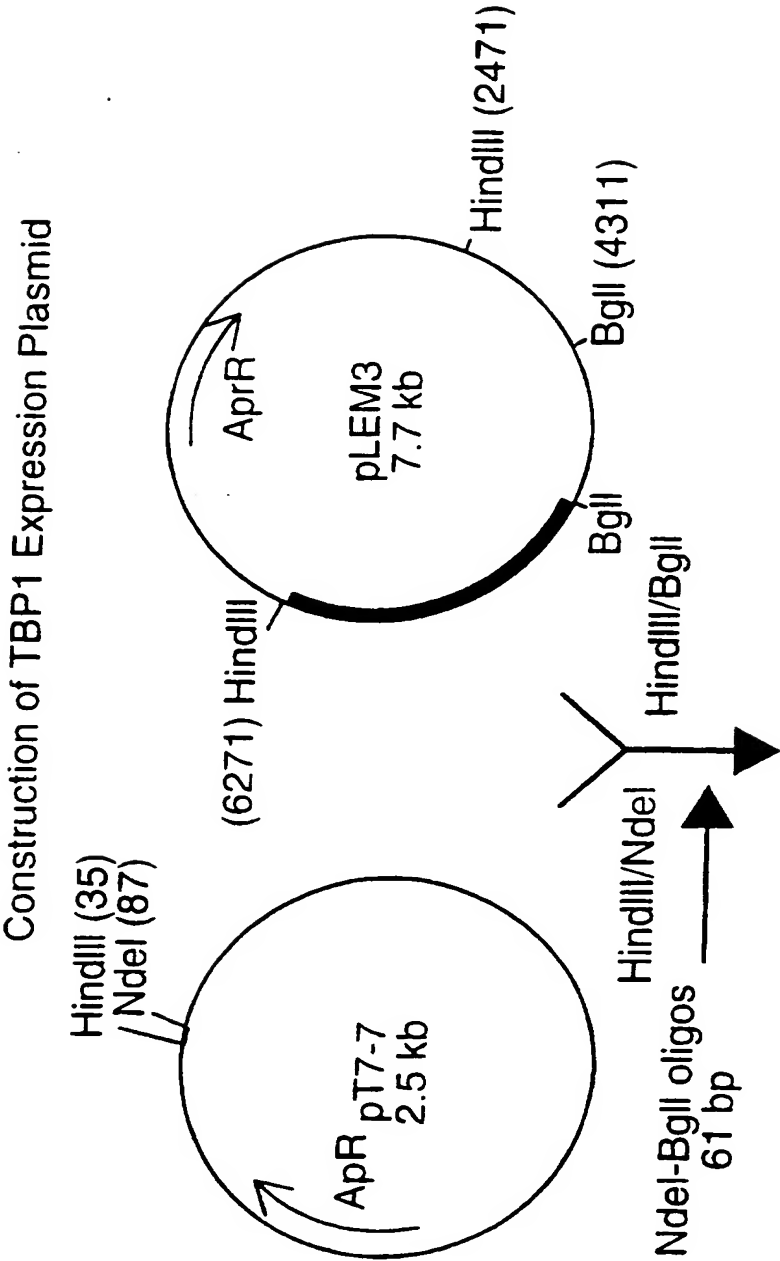 Construction of TBP1 Expression Plasmid
HindIII (35)
NdeI (87)
ApR
pT7-7
2.5 kb
(6271) HindIII
AprR
pLEM3
7.7 kb
HindIII (2471)
BglI (4311)
BglI
HindIII/NdeI
HindIII/BglI
NdeI-BglI oligos
61 bp